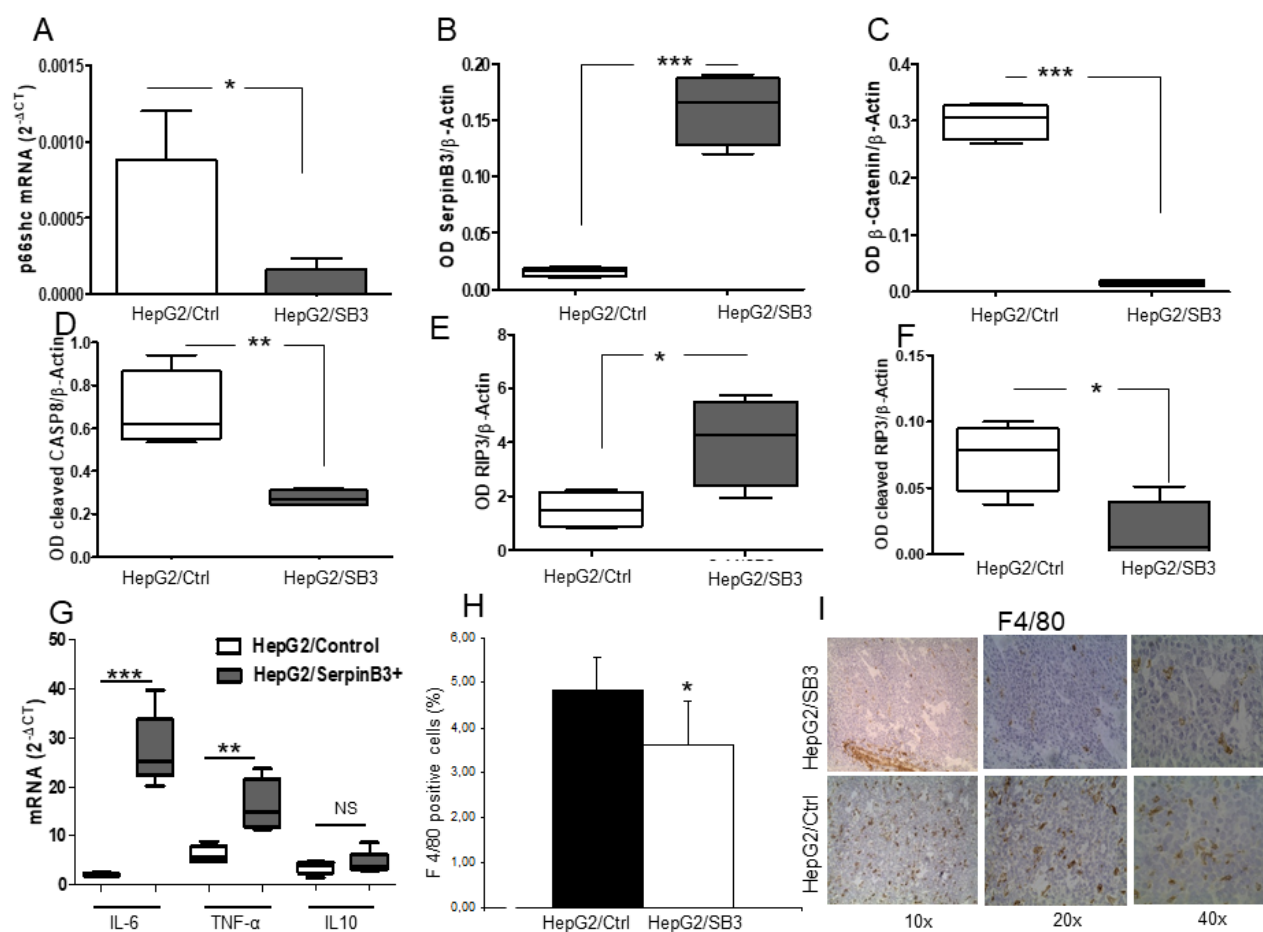 A
p66shc mRNA (2^-ΔCT)
0.0015
0.0010
0.0005
0.0000
*
HepG2/Ctrl
HepG2/SB3
B
OD SerpinB3/β-Actin
0.20
0.15
0.10
0.05
0.00
***
HepG2/Ctrl
HepG2/SB3
C
OD β-Catenin/β-Actin
0.4
0.3
0.2
0.1
0.0
***
HepG2/Ctrl
HepG2/SB3
D
OD cleaved CASP8/β-Actin
1.0
0.8
0.6
0.4
0.2
0.0
**
HepG2/Ctrl
HepG2/SB3
E
OD RIP3/β-Actin
8
6
4
2
0
*
HepG2/Ctrl
HepG2/SB3
F
OD cleaved RIP3/β-Actin
0.15
0.10
0.05
0.00
*
HepG2/Ctrl
HepG2/SB3
G
mRNA (2^-ΔCT)
50
40
30
20
10
0
HepG2/Control
HepG2/SerpinB3+
***
**
NS
IL-6
TNF-α
IL10
H
F 4/80 positive cells (%)
6,00
5,00
4,00
3,00
2,00
1,00
0,00
*
HepG2/Ctrl
HepG2/SB3
I
F4/80
HepG2/SB3
HepG2/Ctrl
10x
20x
40x